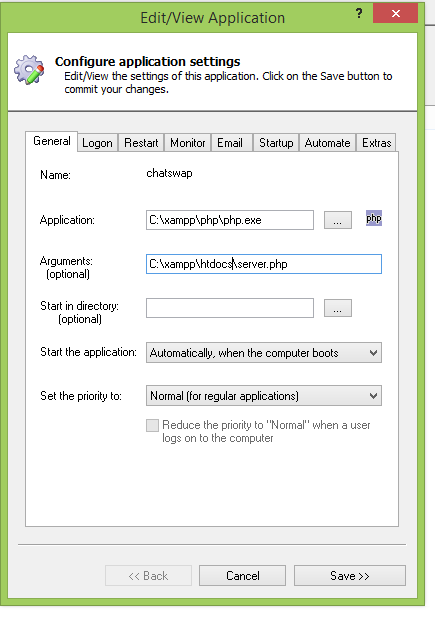 Edit/View Application
?
×
Configure application settings
Edit/View the settings of this application. Click on the Save button to
commit your changes.
General Logon Restart Monitor Email Startup Automate Extras
Name: chatswap
Application: C:\xampp\php\php.exe ... php
Arguments: C:\xampp\htdocs\server.php
(optional)
Start in directory: ...
(optional)
Start the application: Automatically, when the computer boots
Set the priority to: Normal (for regular applications)
Reduce the priority to "Normal" when a user
logs on to the computer
<< Back Cancel Save >>